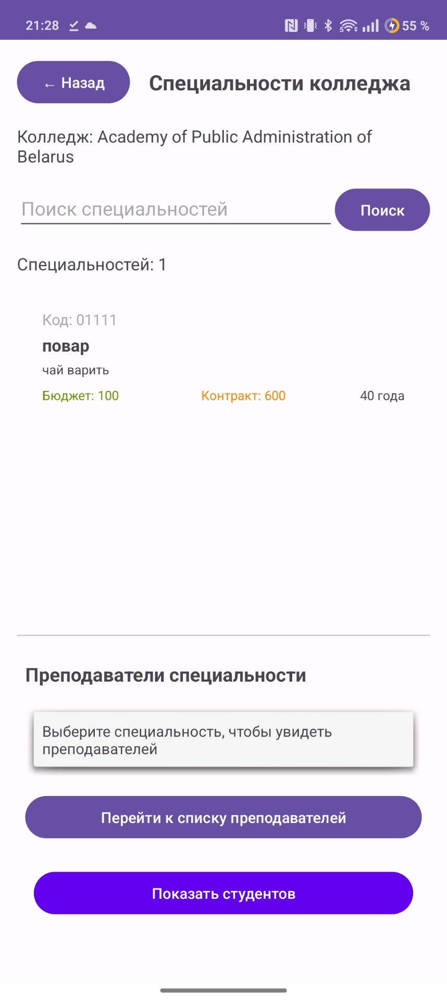 21:28
55 %
← Назад
Специальности колледжа
Колледж: Academy of Public Administration of
Belarus
Поиск специальностей
Поиск
Специальностей: 1
Код: 01111
повар
чай варить
Бюджет: 100
Контракт: 600
40 года
Преподаватели специальности
Выберите специальность, чтобы увидеть
преподавателей
Перейти к списку преподавателей
Показать студентов